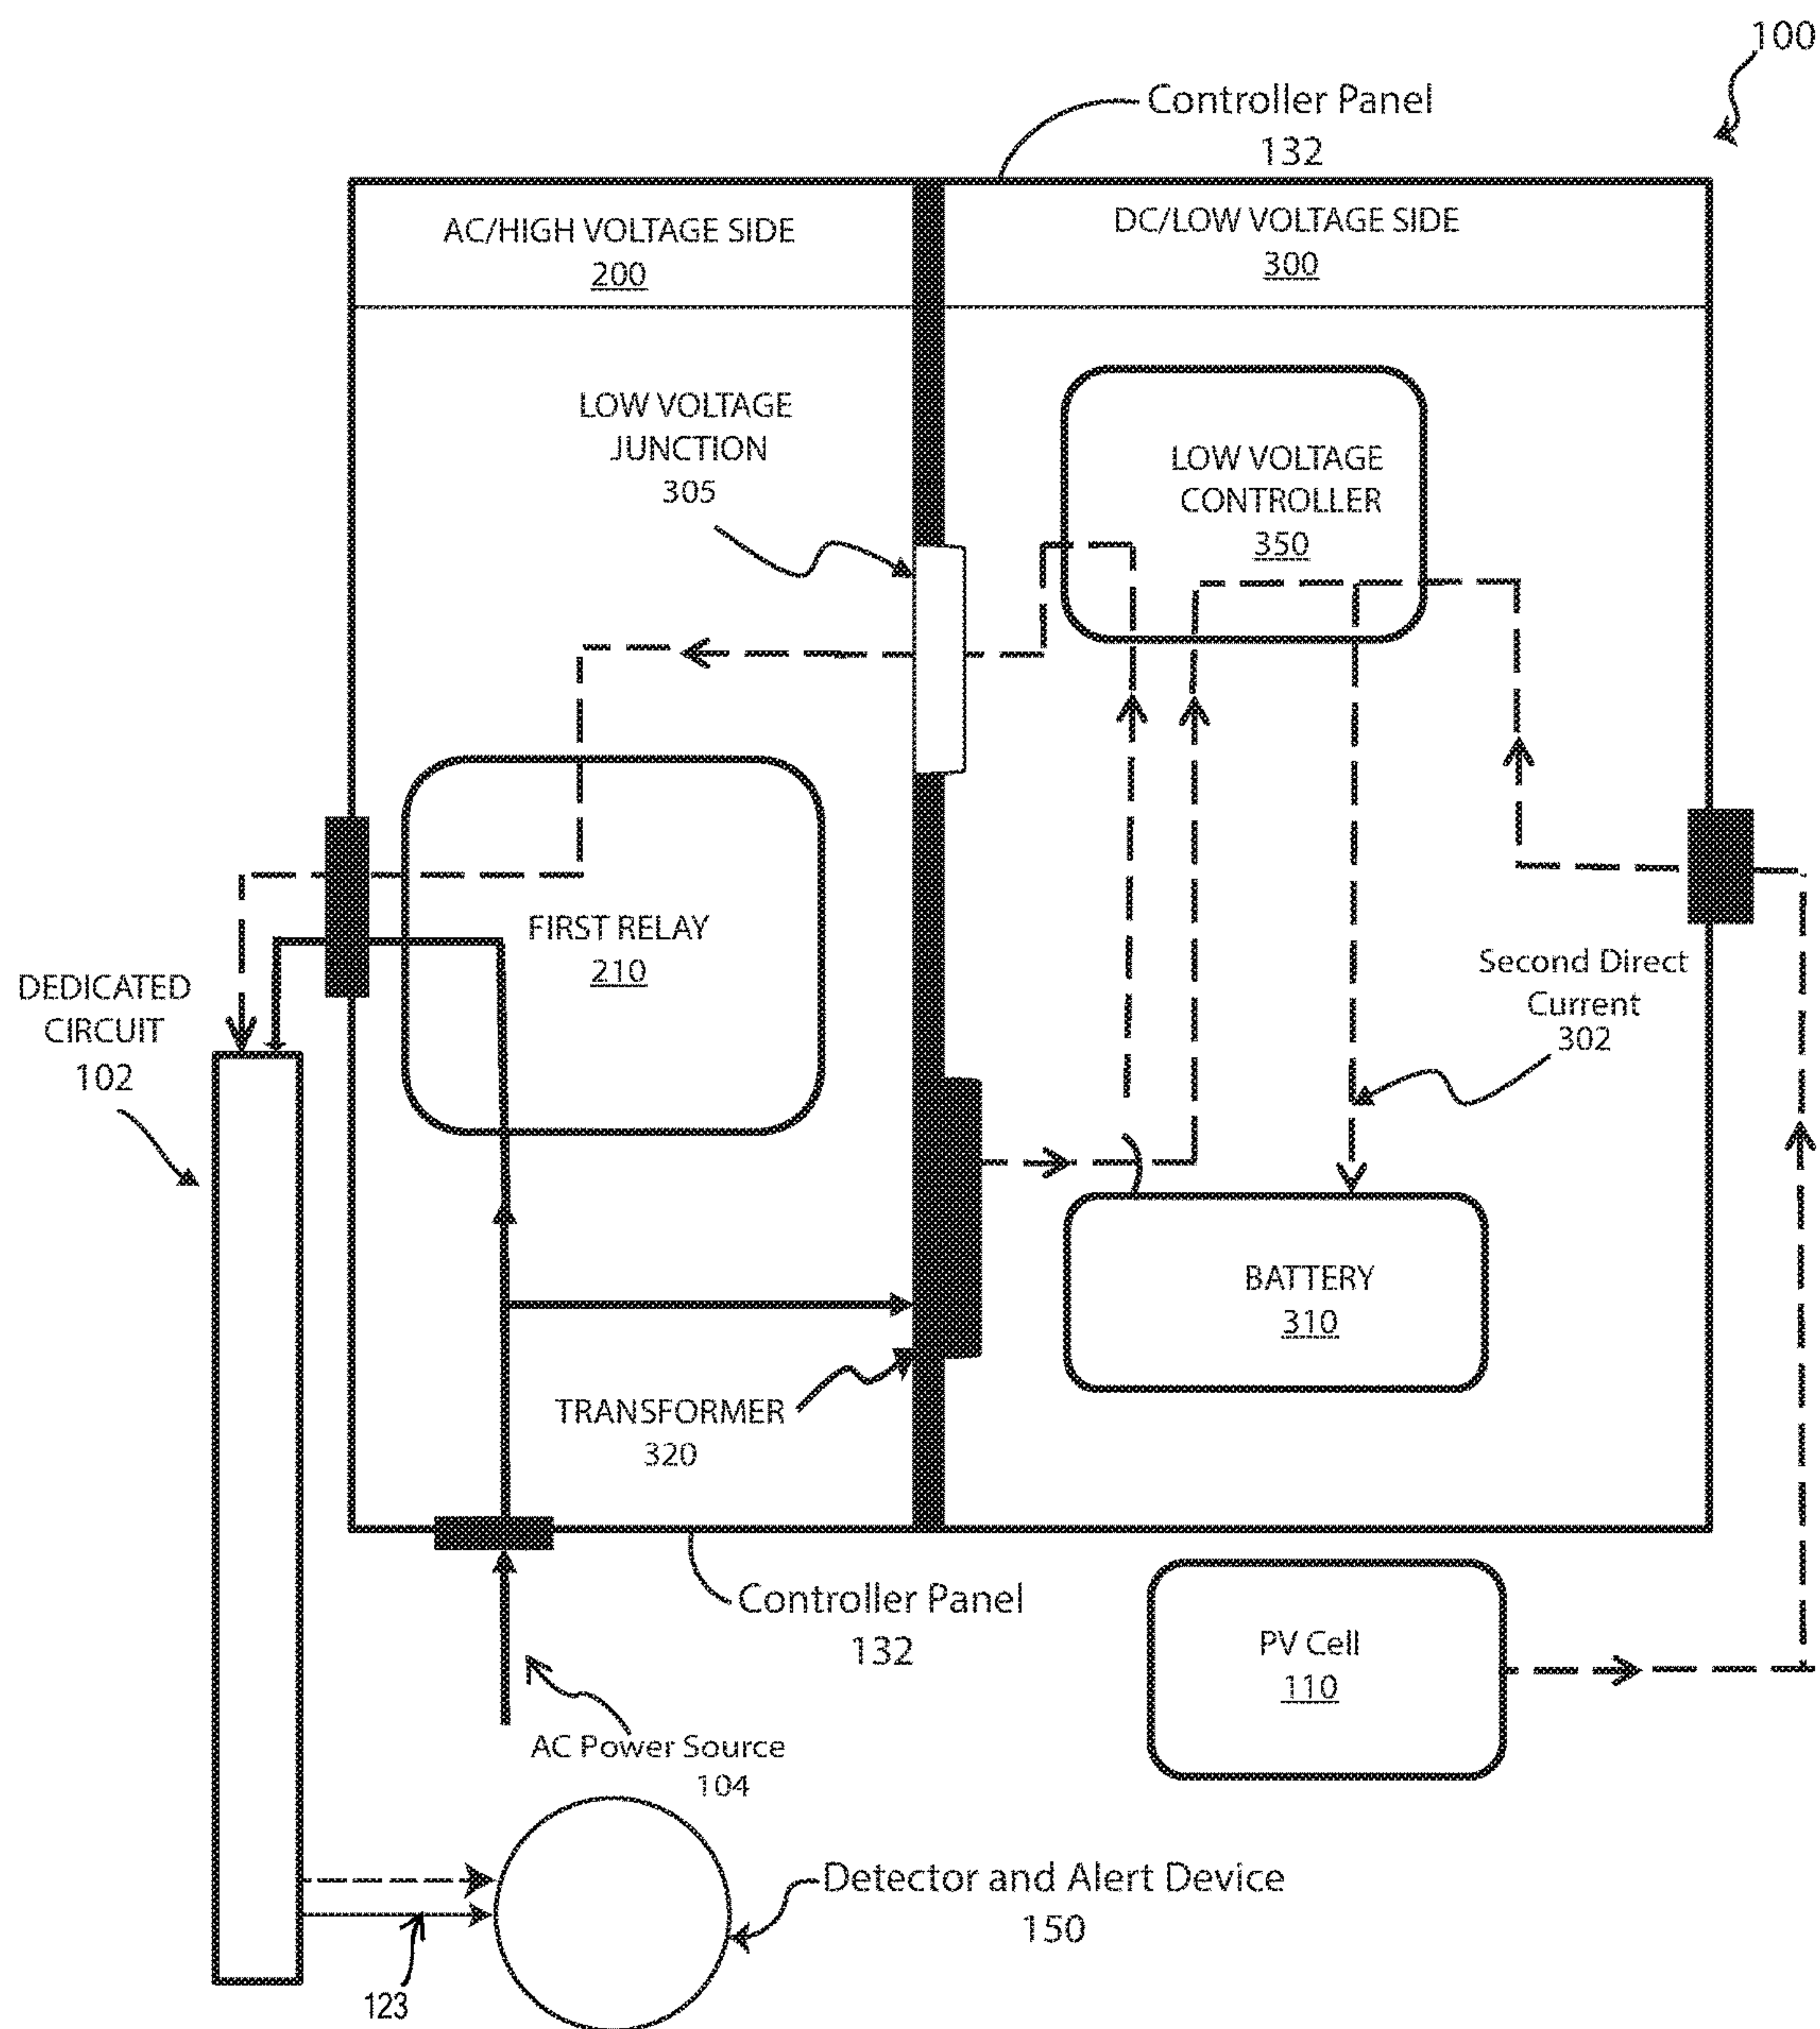 100
Controller Panel
132
AC/HIGH VOLTAGE SIDE
200
DC/LOW VOLTAGE SIDE
300
LOW VOLTAGE
JUNCTION
305
LOW VOLTAGE
CONTROLLER
350
FIRST RELAY
210
DEDICATED
CIRCUIT
102
Second Direct
Current
302
BATTERY
310
TRANSFORMER
320
Controller Panel
132
PV Cell
110
AC Power Source
104
Detector and Alert Device
150
123